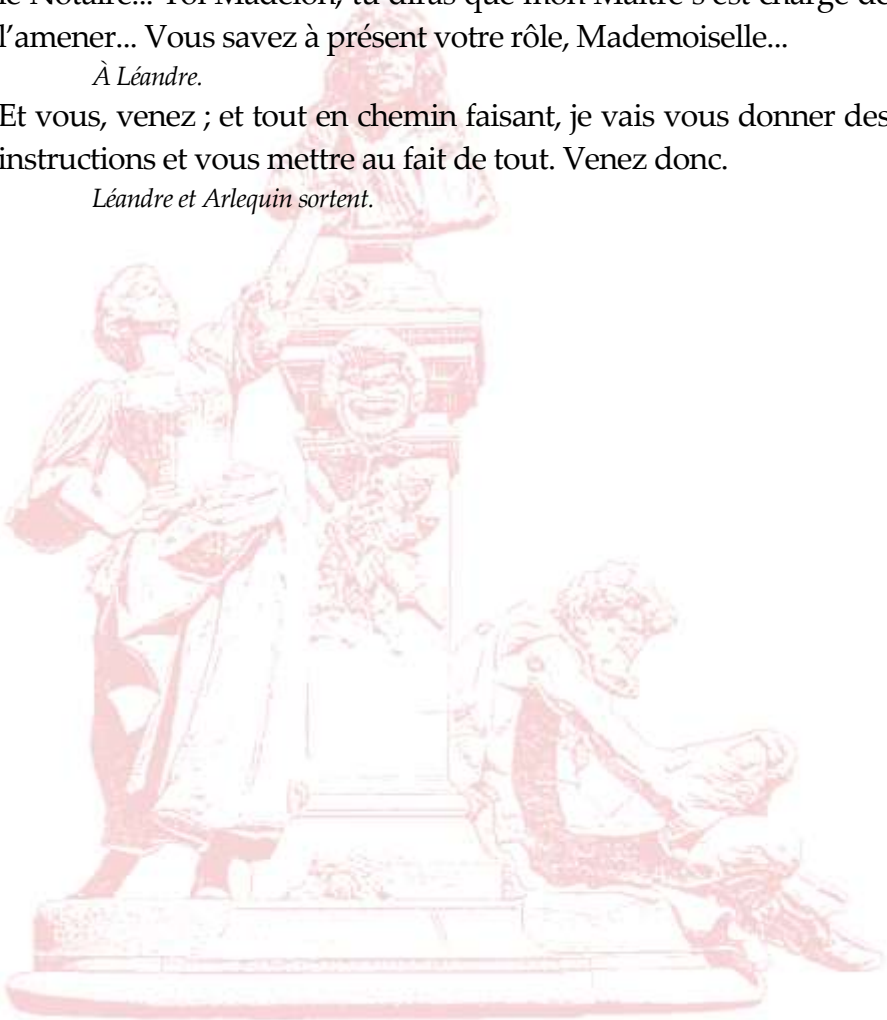 le Notaire... Toi Madelon, tu diras que mon Maître s'est chargé de
l'amener... Vous savez à présent votre rôle, Mademoiselle...
À Léandre.
Et vous, venez ; et tout en chemin faisant, je vais vous donner des
instructions et vous mettre au fait de tout. Venez donc.
Léandre et Arlequin sortent.